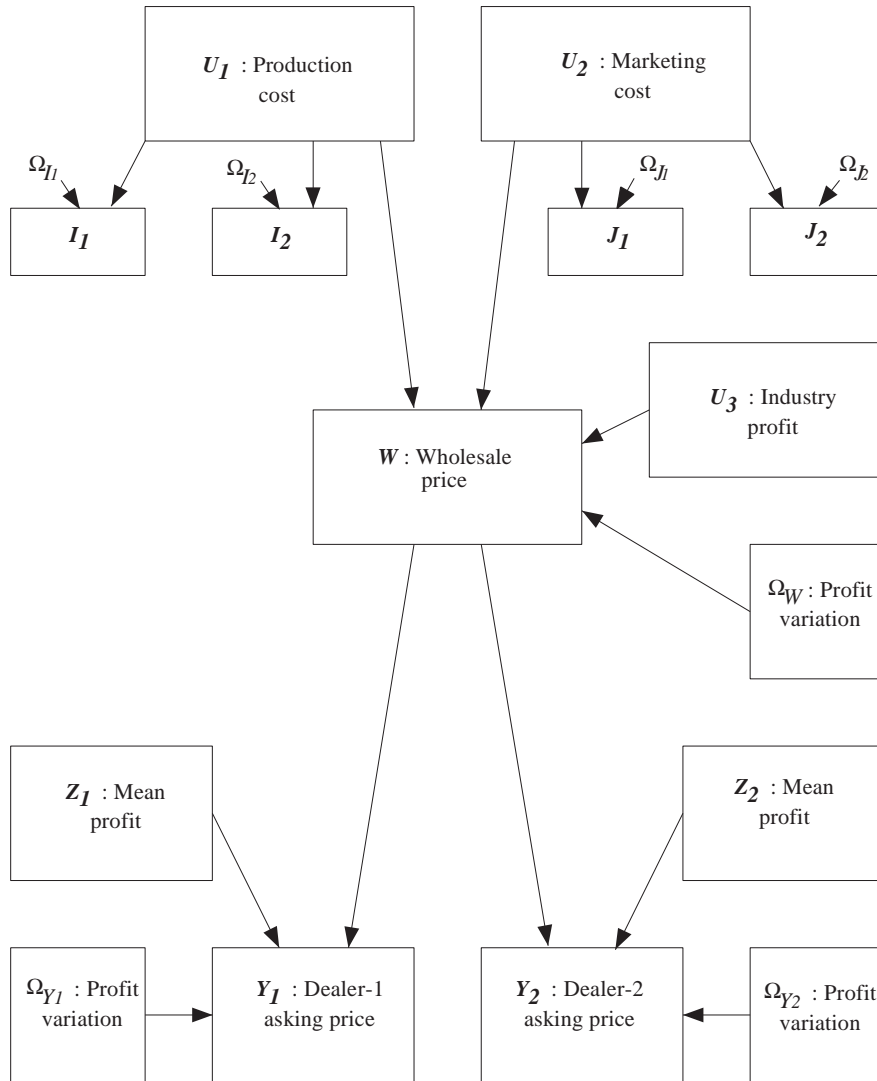 U1 : Production
cost
U2 : Marketing
cost
ΩI1
ΩI2
ΩJ1
ΩJ2
I1
I2
J1
J2
U3 : Industry
profit
W : Wholesale
price
ΩW : Profit
variation
Z1 : Mean
profit
Z2 : Mean
profit
ΩY1 : Profit
variation
Y1 : Dealer-1
asking price
Y2 : Dealer-2
asking price
ΩY2 : Profit
variation